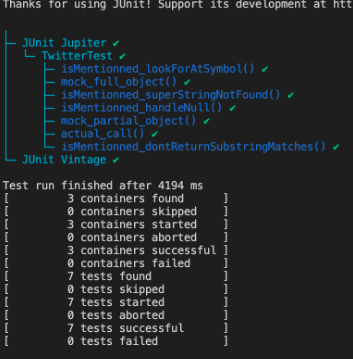 Thanks for using JUnit! Support its development at htt
├─ JUnit Jupiter ✔
│  └─ TwitterTest ✔
│     ├─ isMentionned_lookForAtSymbol() ✔
│     ├─ mock_full_object() ✔
│     ├─ isMentionned_superStringNotFound() ✔
│     ├─ isMentionned_handleNull() ✔
│     ├─ mock_partial_object() ✔
│     ├─ actual_call() ✔
│     └─ isMentionned_dontReturnSubstringMatches() ✔
└─ JUnit Vintage ✔
Test run finished after 4194 ms
[         3 containers found      ]
[         0 containers skipped    ]
[         3 containers started    ]
[         0 containers aborted    ]
[         3 containers successful ]
[         0 containers failed     ]
[         7 tests found           ]
[         0 tests skipped         ]
[         7 tests started         ]
[         0 tests aborted         ]
[         7 tests successful      ]
[         0 tests failed          ]